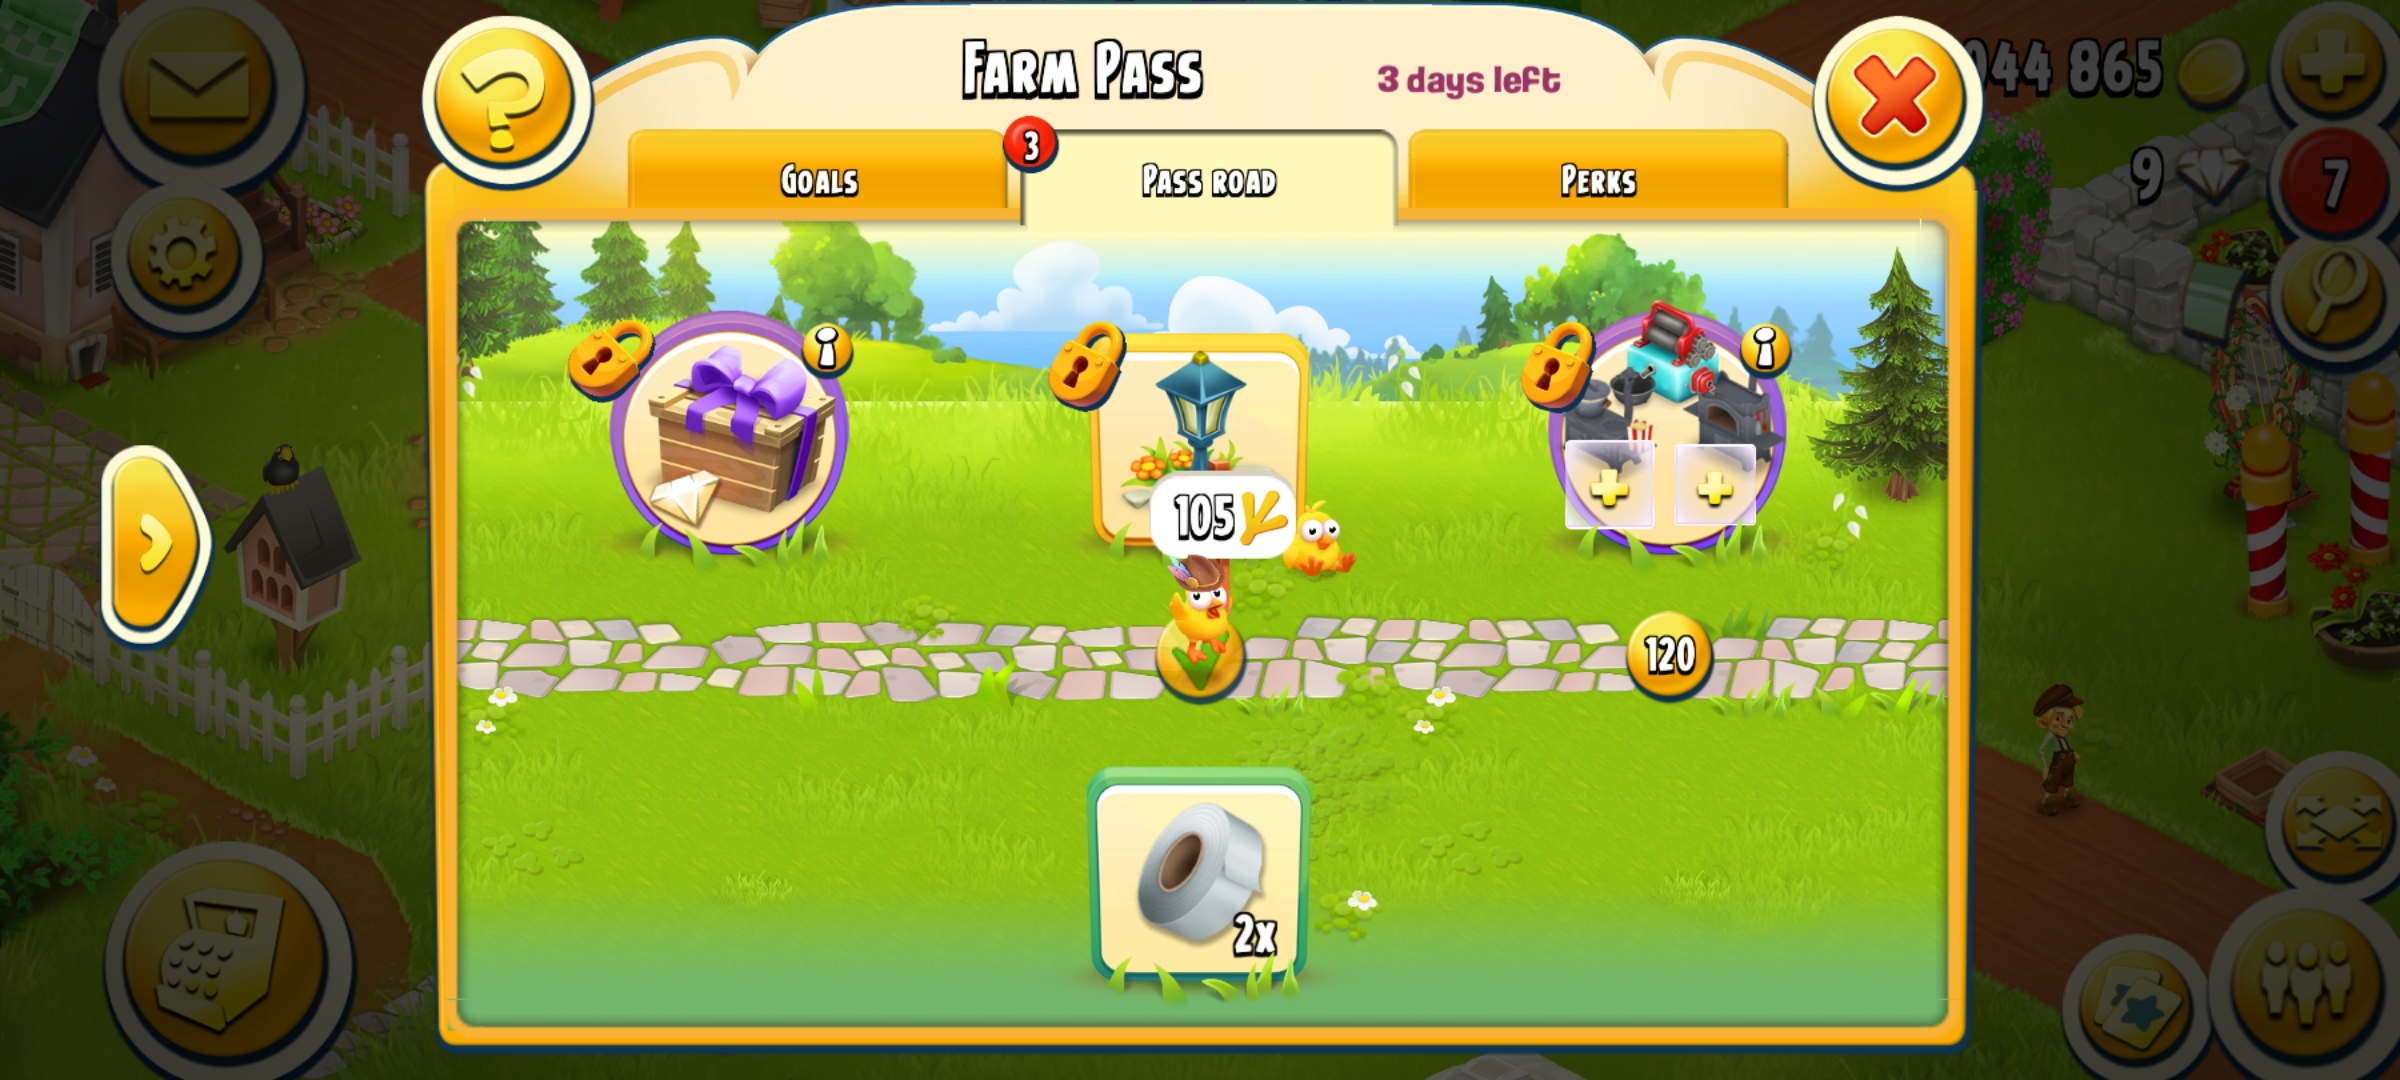 FARM PASS
3 days left
044 865
GOALS
3
PASS ROAD
PERKS
9
7
105
120
2x